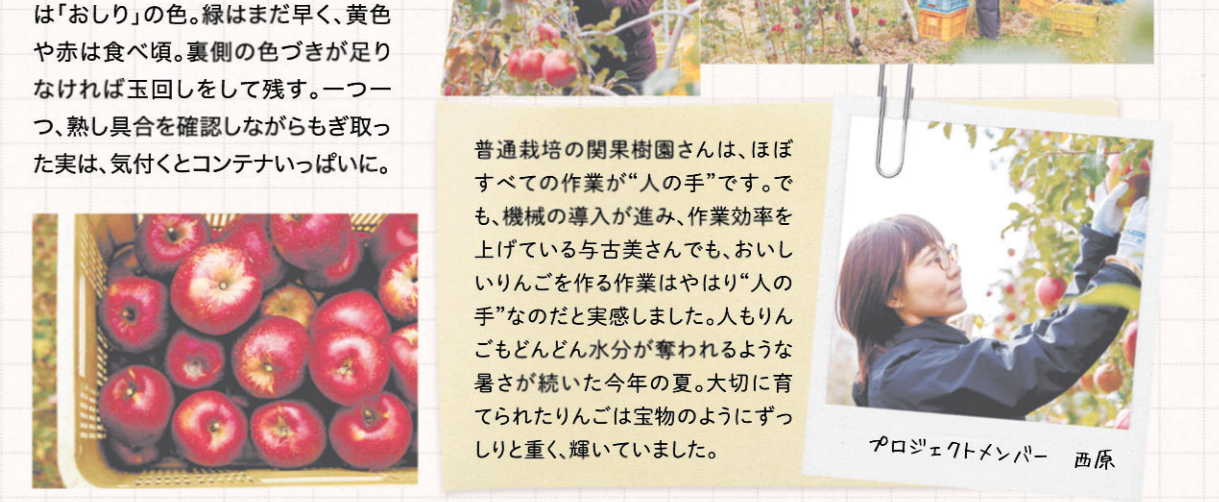 は「おしり」の色。緑はまだ早く、黄色
や赤は食べ頃。裏側の色づきが足り
なければ玉回しをして残す。一つ一
つ、熟し具合を確認しながらもぎ取っ
た実は、気付くとコンテナいっぱいに。
普通栽培の関果樹園さんは、ほぼ
すべての作業が“人の手”です。で
も、機械の導入が進み、作業効率を
上げている与古美さんでも、おいし
いりんごを作る作業はやはり“人の
手”なのだと実感しました。人もりん
ごもどんどん水分が奪われるような
暑さが続いた今年の夏。大切に育
てられたりんごは宝物のようにずっ
しりと重く、輝いていました。
プロジェクトメンバー 西原